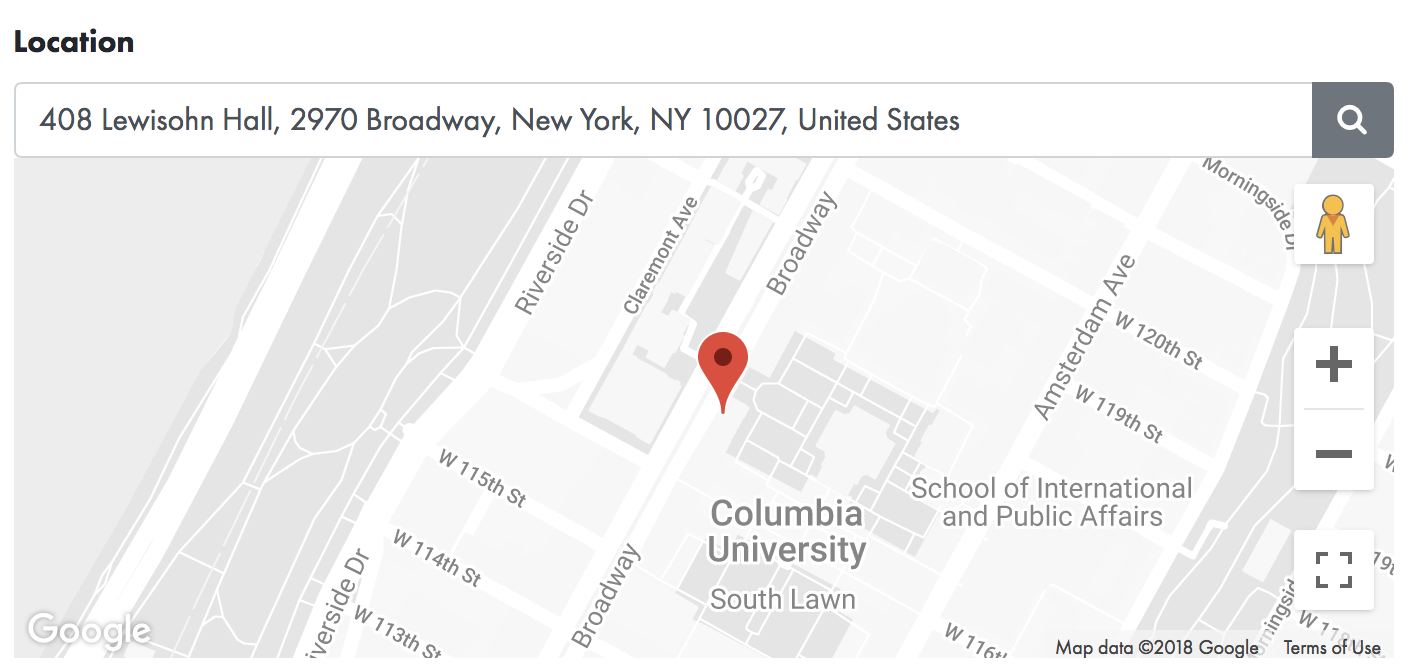 Location
408 Lewisohn Hall, 2970 Broadway, New York, NY 10027, United States
Riverside Dr
Claremont Ave
Broadway
Morningside Dr
Amsterdam Ave
W 120th St
W 119th St
W 115th St
School of International
and Public Affairs
Columbia
University
W 114th St
Broadway
South Lawn
W 113th St
W 116th
Google
Map data ©2018 Google
Terms of Use